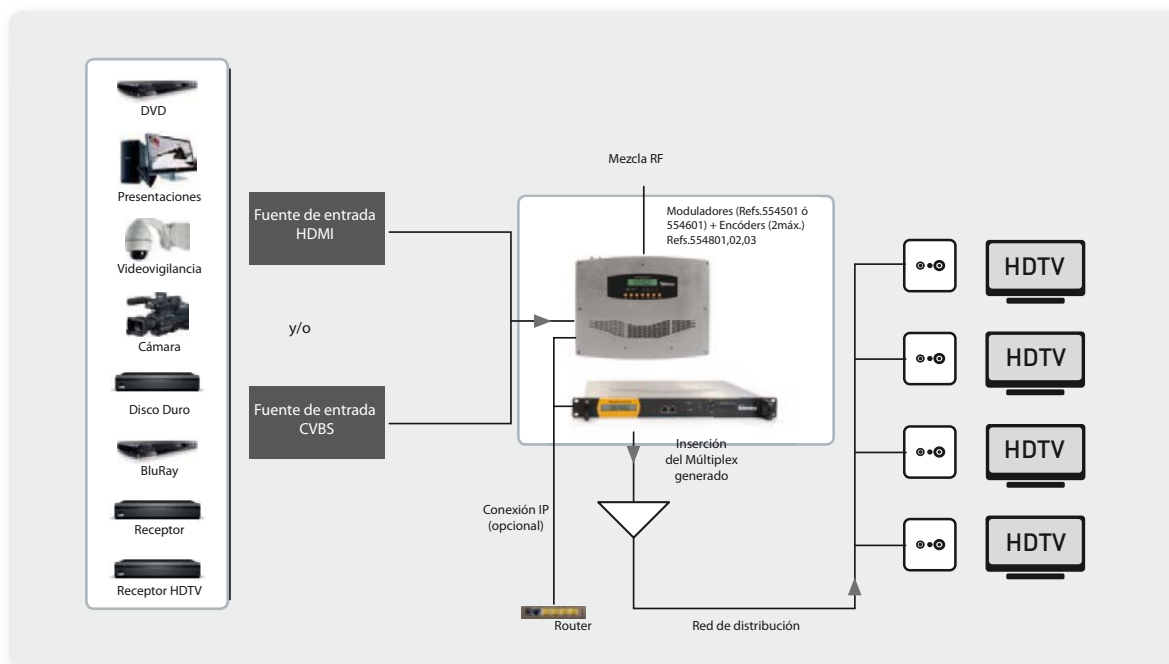 DVD
Presentaciones
Videovigilancia
Cámara
Disco Duro
BluRay
Receptor
Receptor HDTV
Fuente de entrada
HDMI
y/o
Fuente de entrada
CVBS
Mezcla RF
Moduladores (Refs.554501 ó
554601) + Encóders (2máx.)
Refs.554801,02,03
Inserción
del Múltiplex
generado
Conexión IP
(opcional)
Router
Red de distribución
HDTV
HDTV
HDTV
HDTV